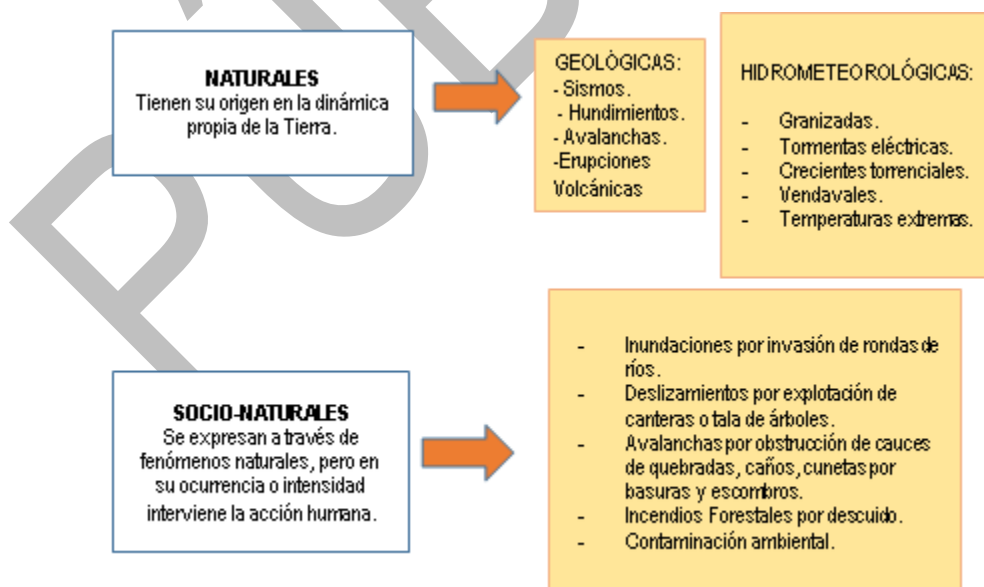 NATURALES
Tienen su origen en la dinámica
propia de la Tierra.
GEOLÓGICAS:
- Sismos.
- Hundimientos.
- Avalanchas.
-Erupciones
Volcánicas
HIDROMETEOROLÓGICAS:
- Granizadas.
- Tormentas eléctricas.
- Crecientes torrenciales.
- Vendavales.
- Temperaturas extremas.
SOCIO-NATURALES
Se expresan a través de
fenómenos naturales, pero en
su ocurrencia o intensidad
interviene la acción humana.
- Inundaciones por invasión de rondas de
ríos.
- Deslizamientos por explotación de
canteras o tala de árboles.
- Avalanchas por obstrucción de cauces
de quebradas, caños, cunetas por
basuras y escombros.
- Incendios Forestales por descuido.
- Contaminación ambiental.